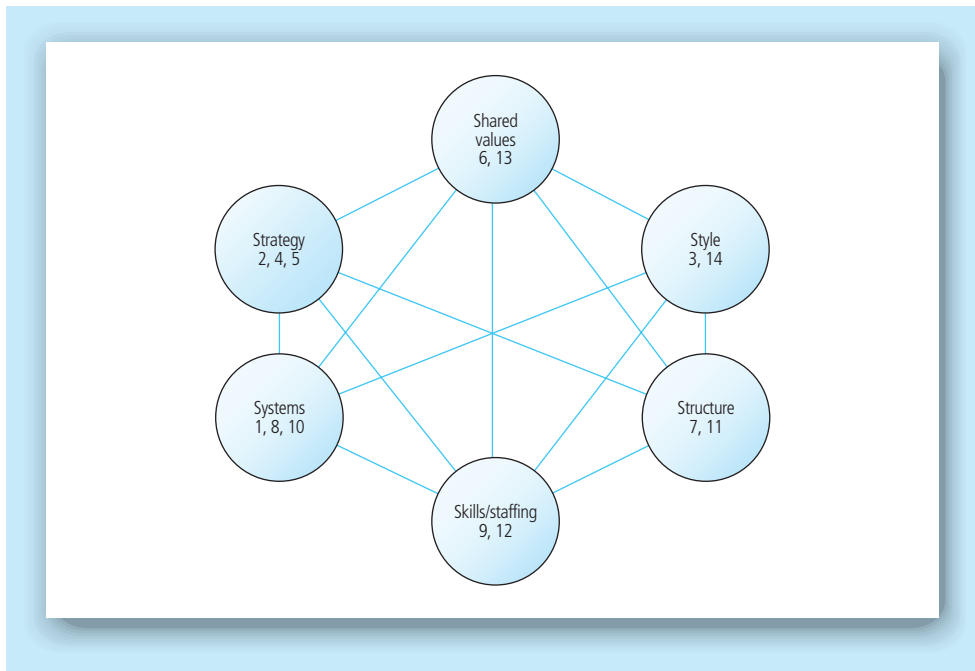 Shared
values
6, 13
Strategy
2, 4, 5
Style
3, 14
Systems
1, 8, 10
Structure
7, 11
Skills/staffing
9, 12